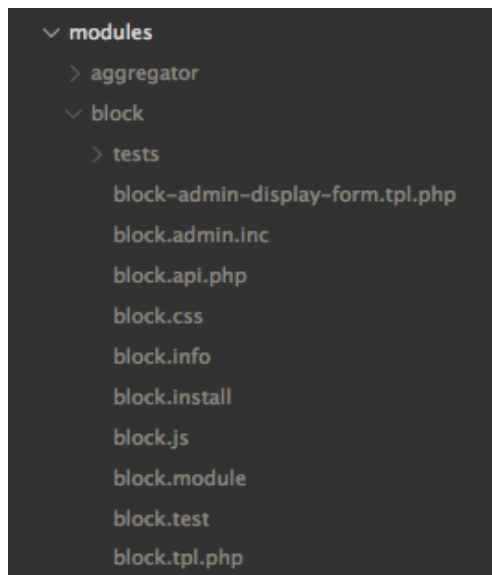 modules
aggregator
block
tests
block-admin-display-form.tpl.php
block.admin.inc
block.api.php
block.css
block.info
block.install
block.js
block.module
block.test
block.tpl.php